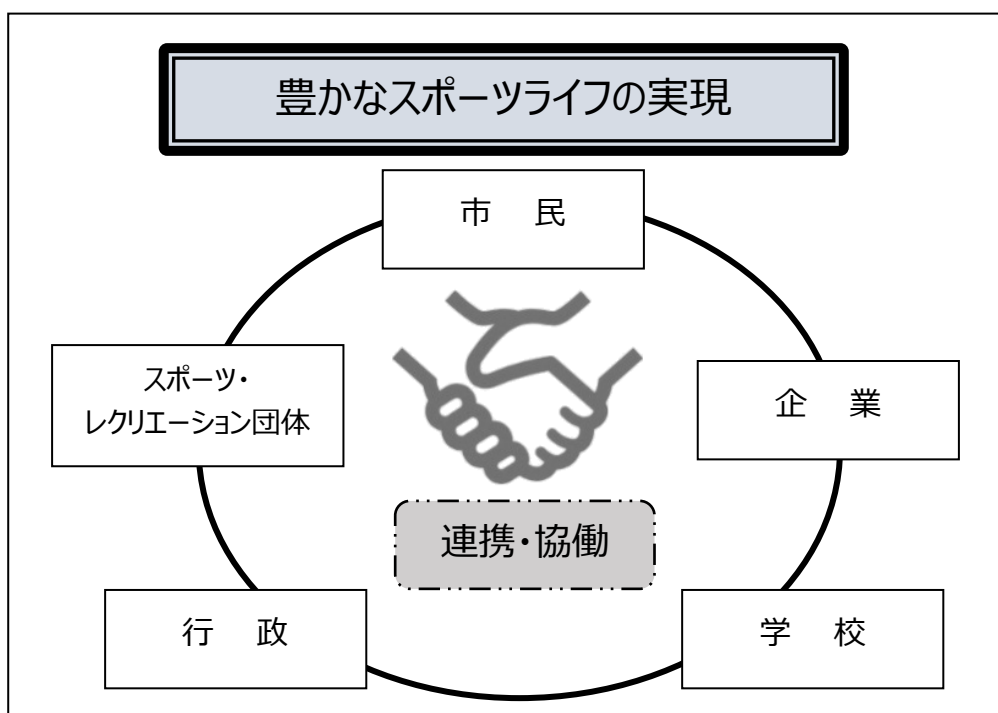 豊かなスポーツライフの実現
市　民
スポーツ・
レクリエーション団体
企　業
連携・協働
行　政
学　校